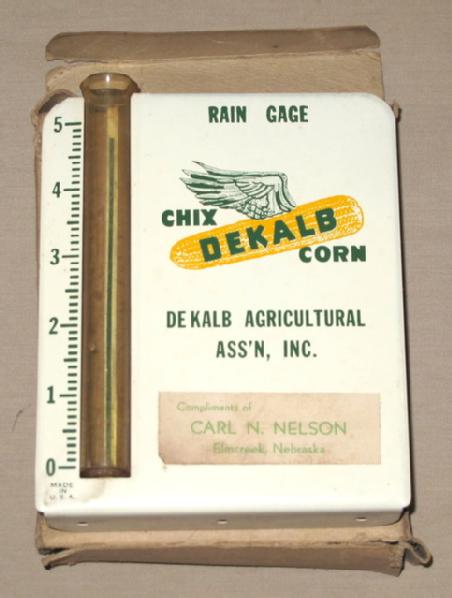 RAIN GAGE
5
4
3
2
1
0
CHIX
DEKALB
CORN
DEKALB AGRICULTURAL
ASS'N, INC.
Compliments of
CARL N. NELSON
Elmcreek, Nebraska
MADE
IN
U.S.A.